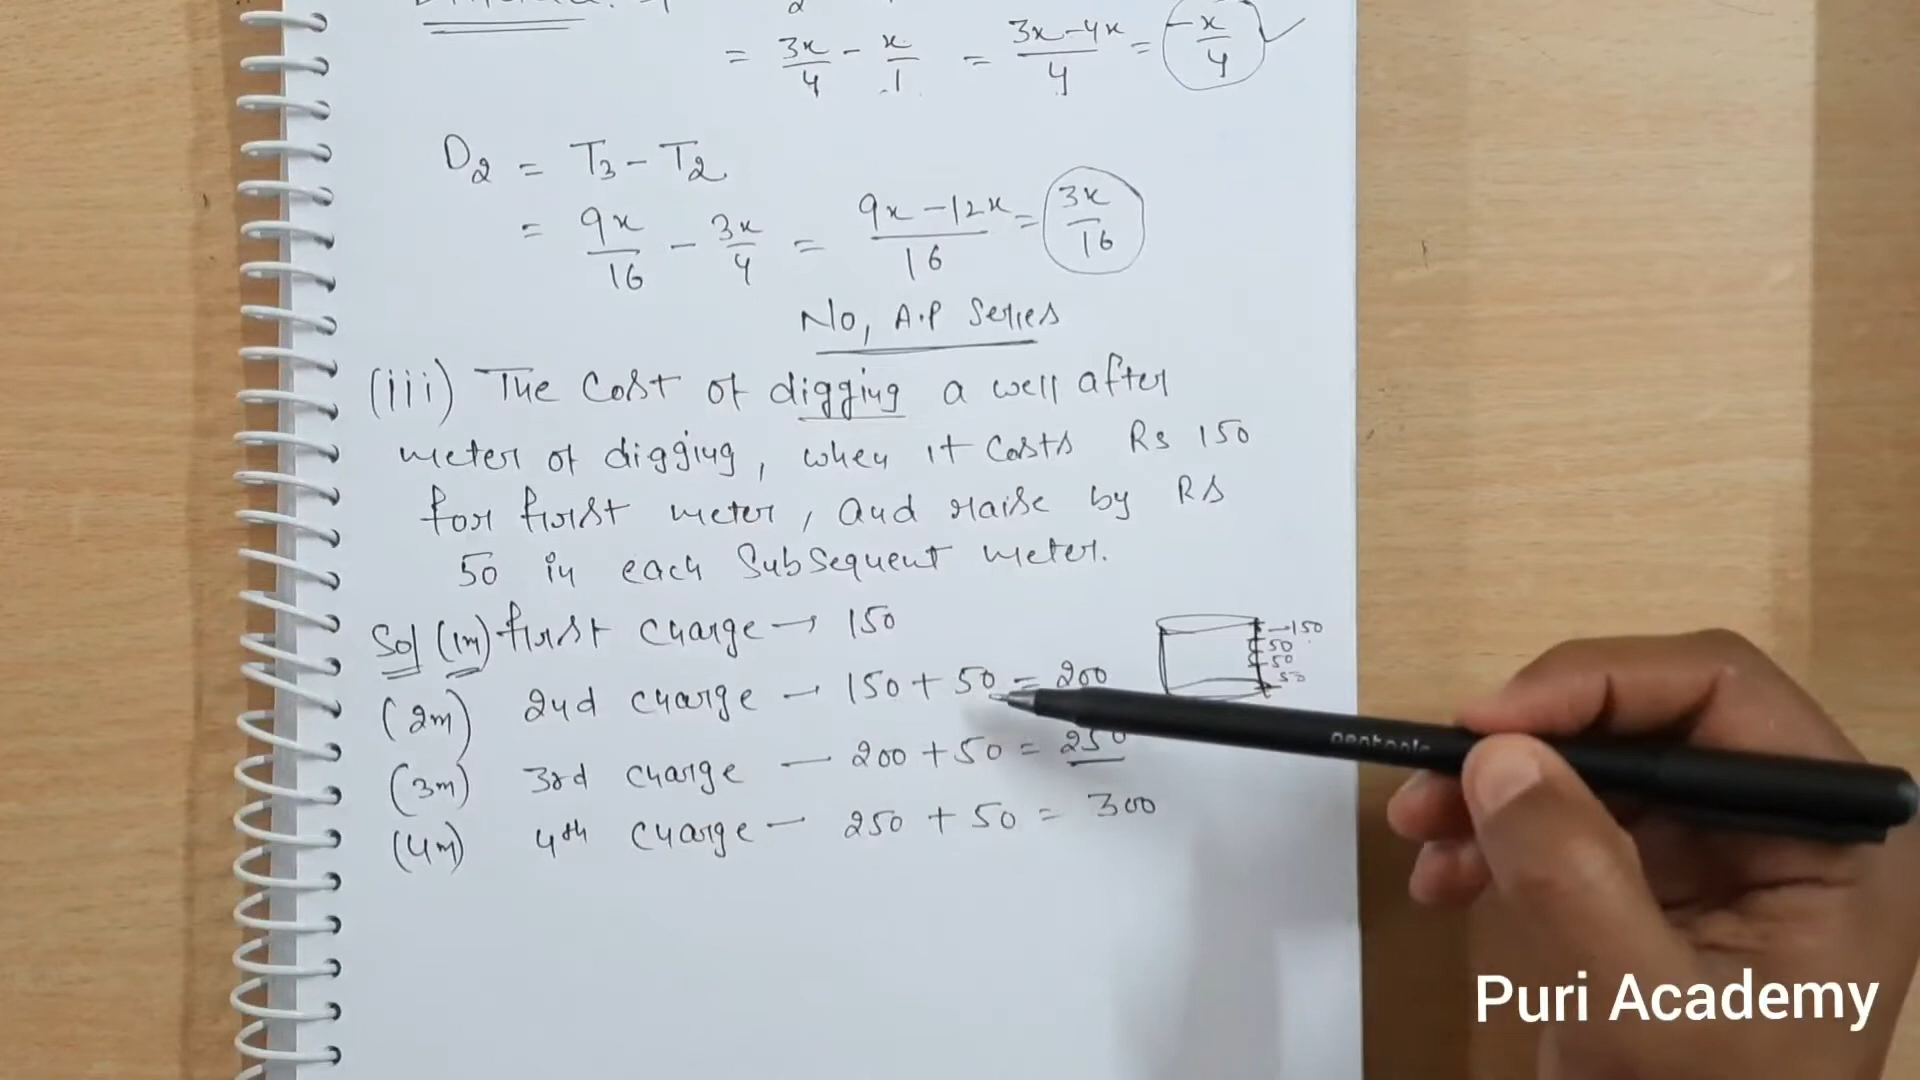 2
= 3x/4 - x/1 = 3x-4x/4 = -x/4
D2 = T3 - T2
= 9x/16 - 3x/4 = 9x-12x/16 = 3x/16
No, A.P Series
(iii) The Cost of digging a well after
meter of digging, when it Costs Rs 150
for first meter, and raise by Rs
50 in each Subsequent meter.
Sol (1m) first charge → 150
(2m) 2nd charge → 150 + 50 = 200
(3m) 3rd charge — 200 + 50 = 250
(4m) 4th charge — 250 + 50 = 300
150
50
50
50
Puri Academy